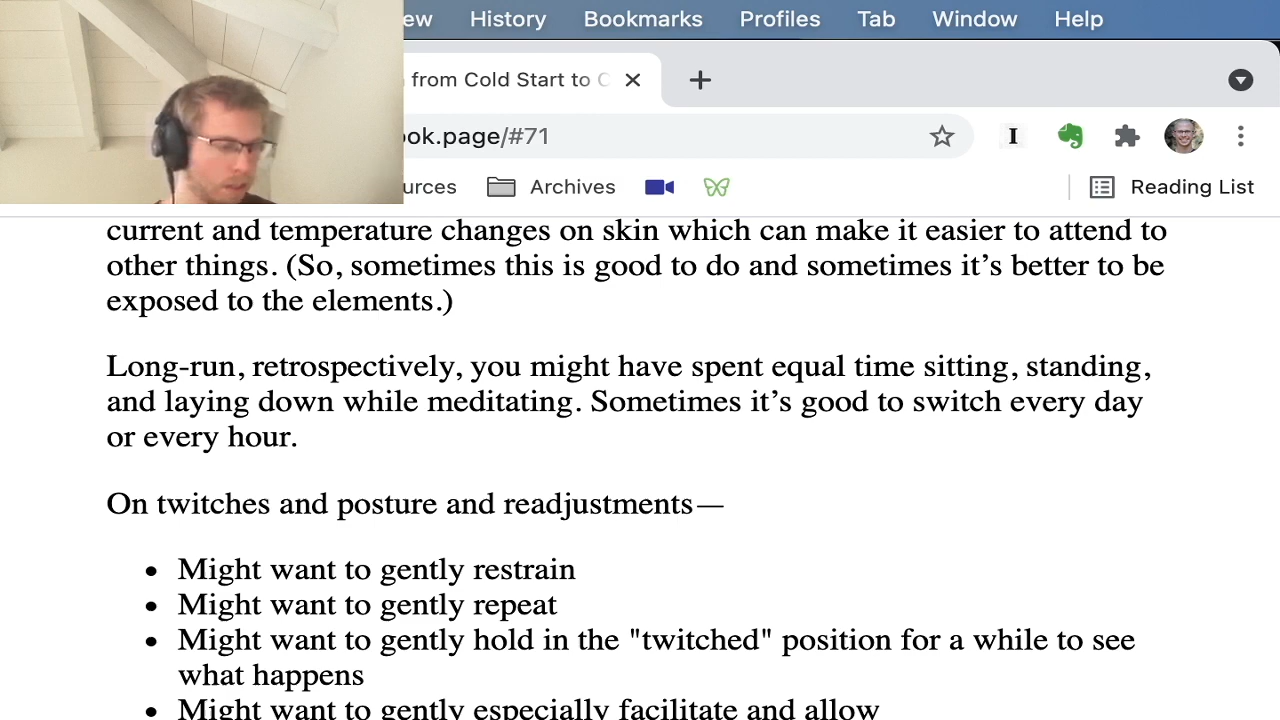 ew History Bookmarks Profiles Tab Window Help
from Cold Start to C
ok.page/#71
urces Archives Reading List
current and temperature changes on skin which can make it easier to attend to
other things. (So, sometimes this is good to do and sometimes it’s better to be
exposed to the elements.)
Long-run, retrospectively, you might have spent equal time sitting, standing,
and laying down while meditating. Sometimes it’s good to switch every day
or every hour.
On twitches and posture and readjustments—
• Might want to gently restrain
• Might want to gently repeat
• Might want to gently hold in the "twitched" position for a while to see
what happens
• Might want to gently especially facilitate and allow